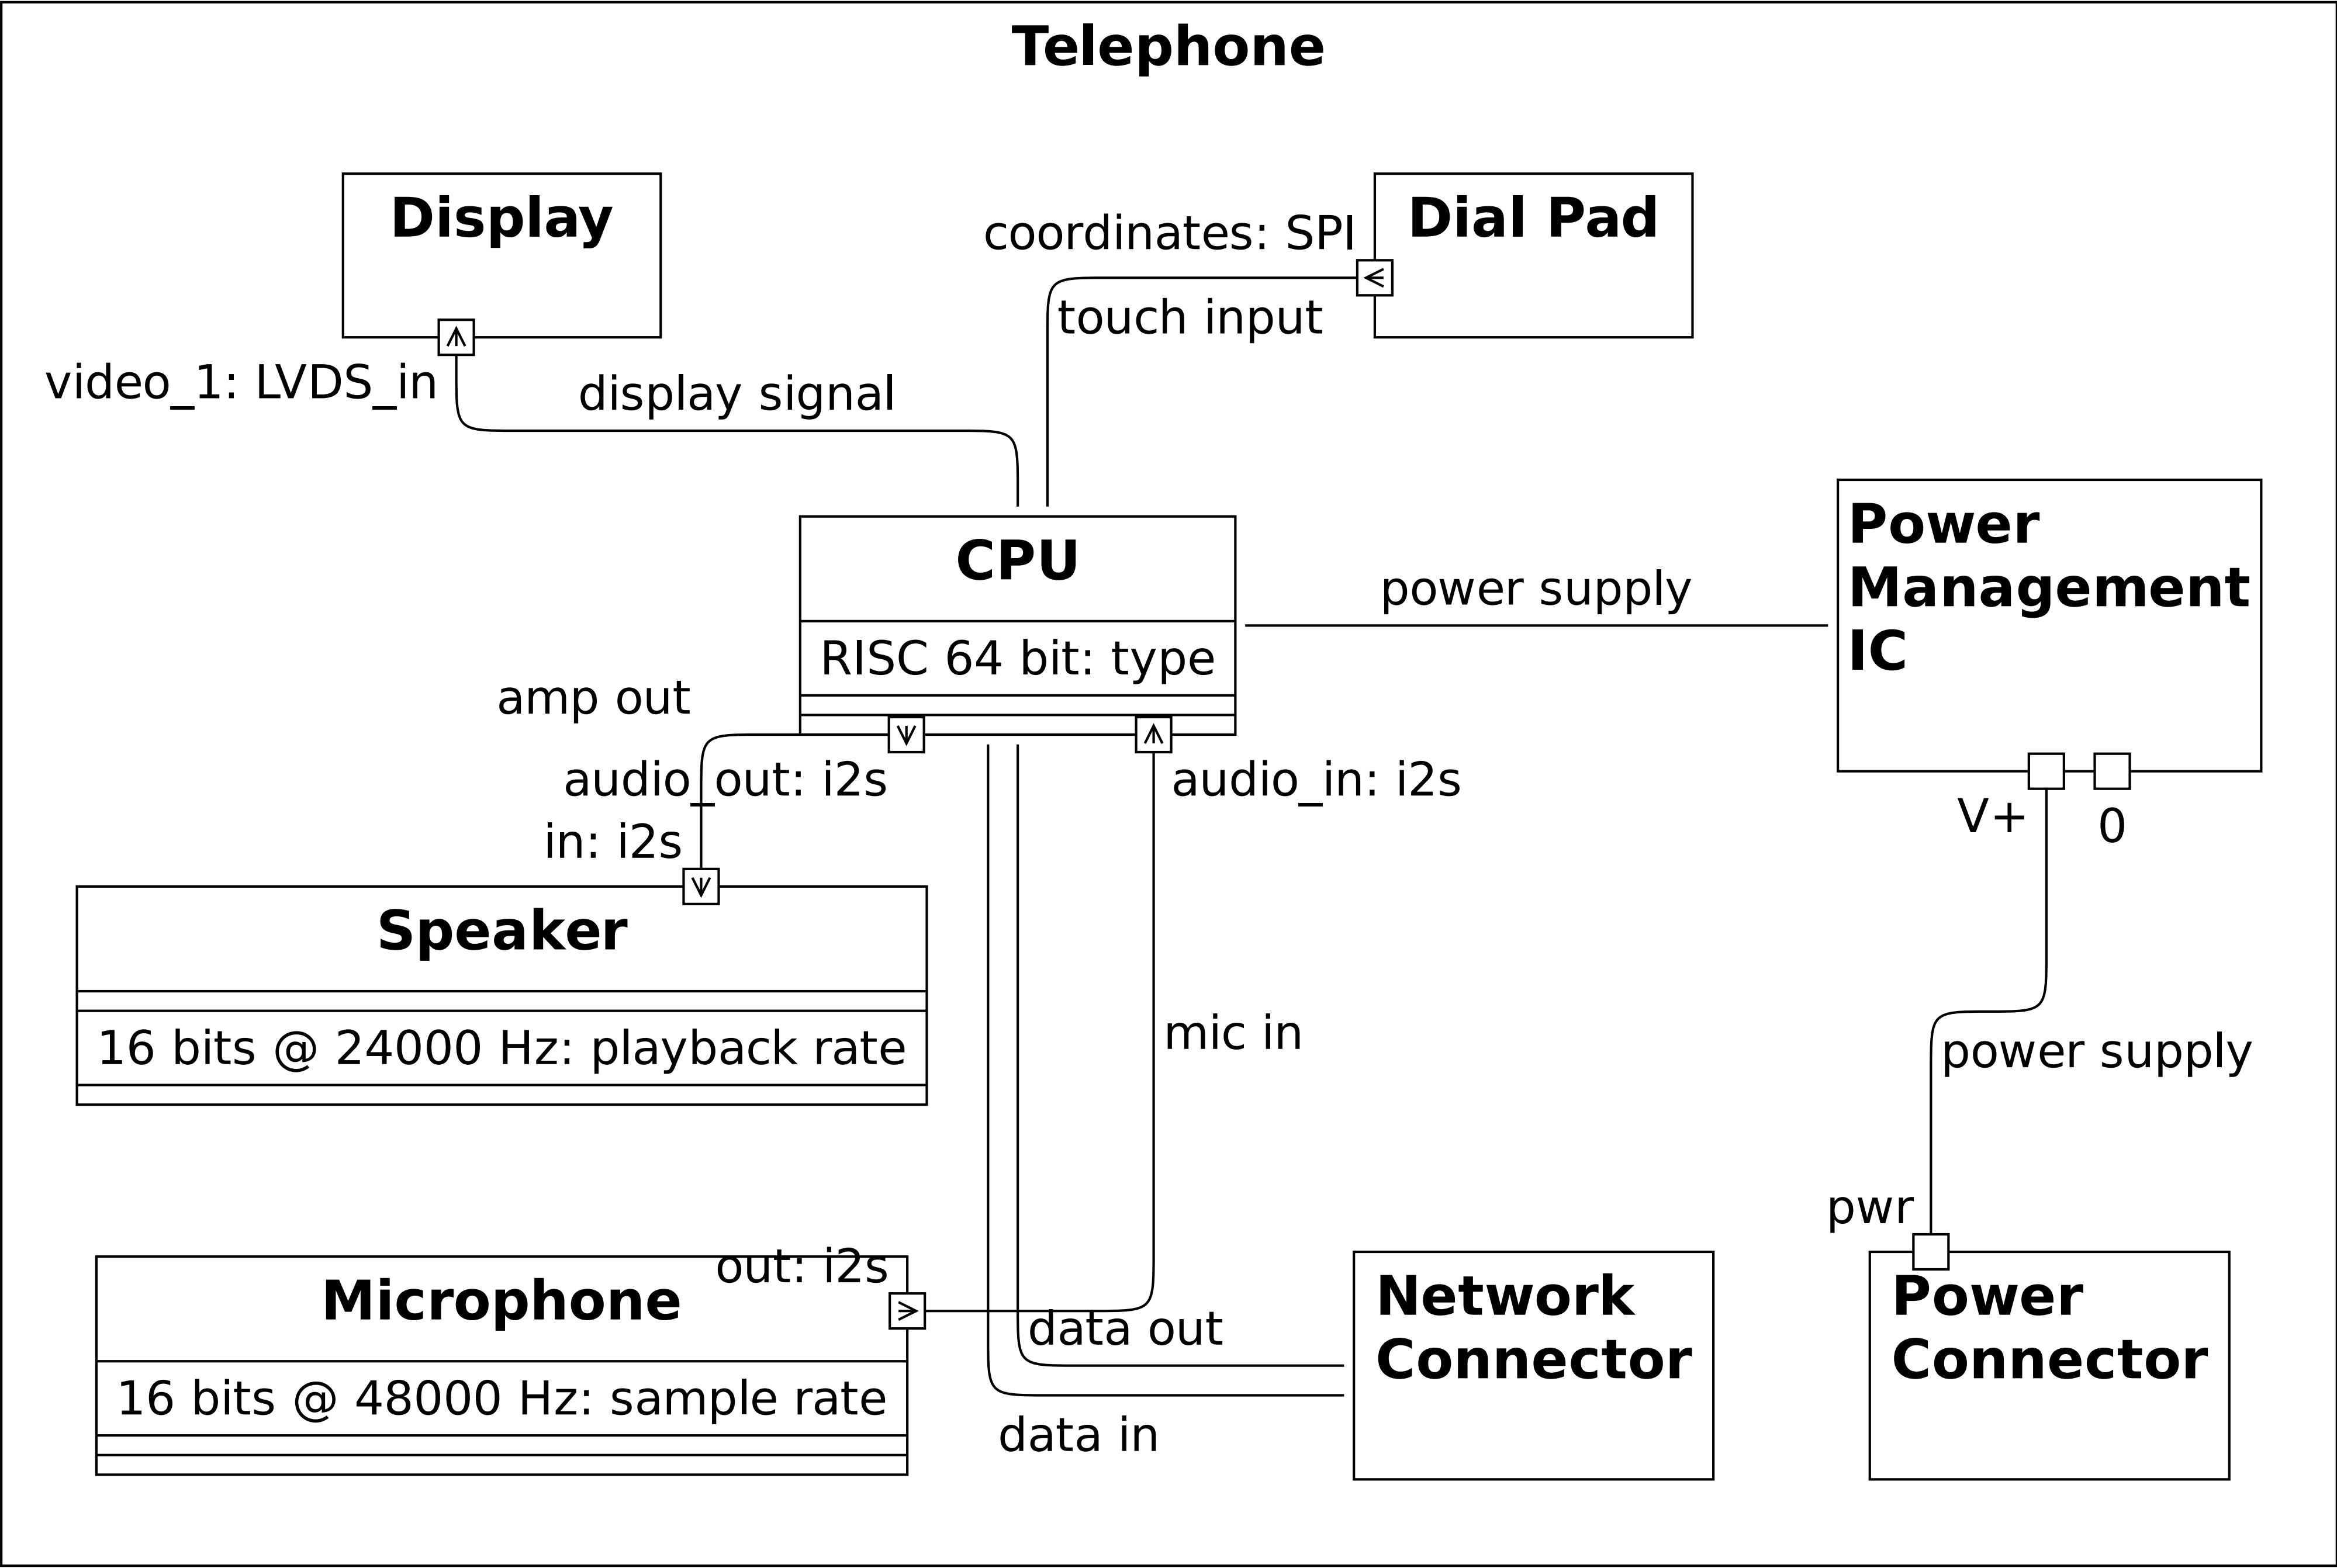 Telephone
Display
Dial Pad
coordinates: SPI
touch input
video_1: LVDS_in
display signal
CPU
RISC 64 bit: type
power supply
Power
Management
IC
amp out
audio_out: i2s
audio_in: i2s
in: i2s
V+
0
Speaker
16 bits @ 24000 Hz: playback rate
mic in
power supply
pwr
out: i2s
Microphone
16 bits @ 48000 Hz: sample rate
data out
data in
Network
Connector
Power
Connector